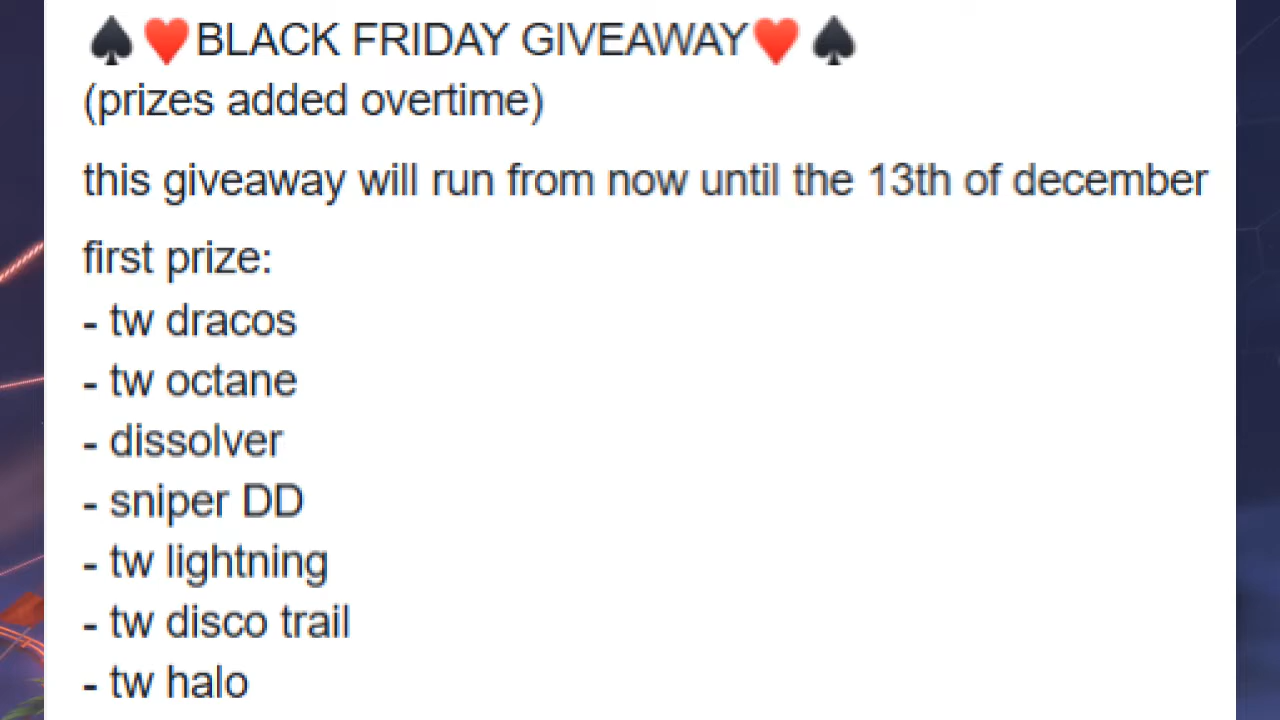 ♠️❤️BLACK FRIDAY GIVEAWAY❤️♠️
(prizes added overtime)
this giveaway will run from now until the 13th of december
first prize:
- tw dracos
- tw octane
- dissolver
- sniper DD
- tw lightning
- tw disco trail
- tw halo